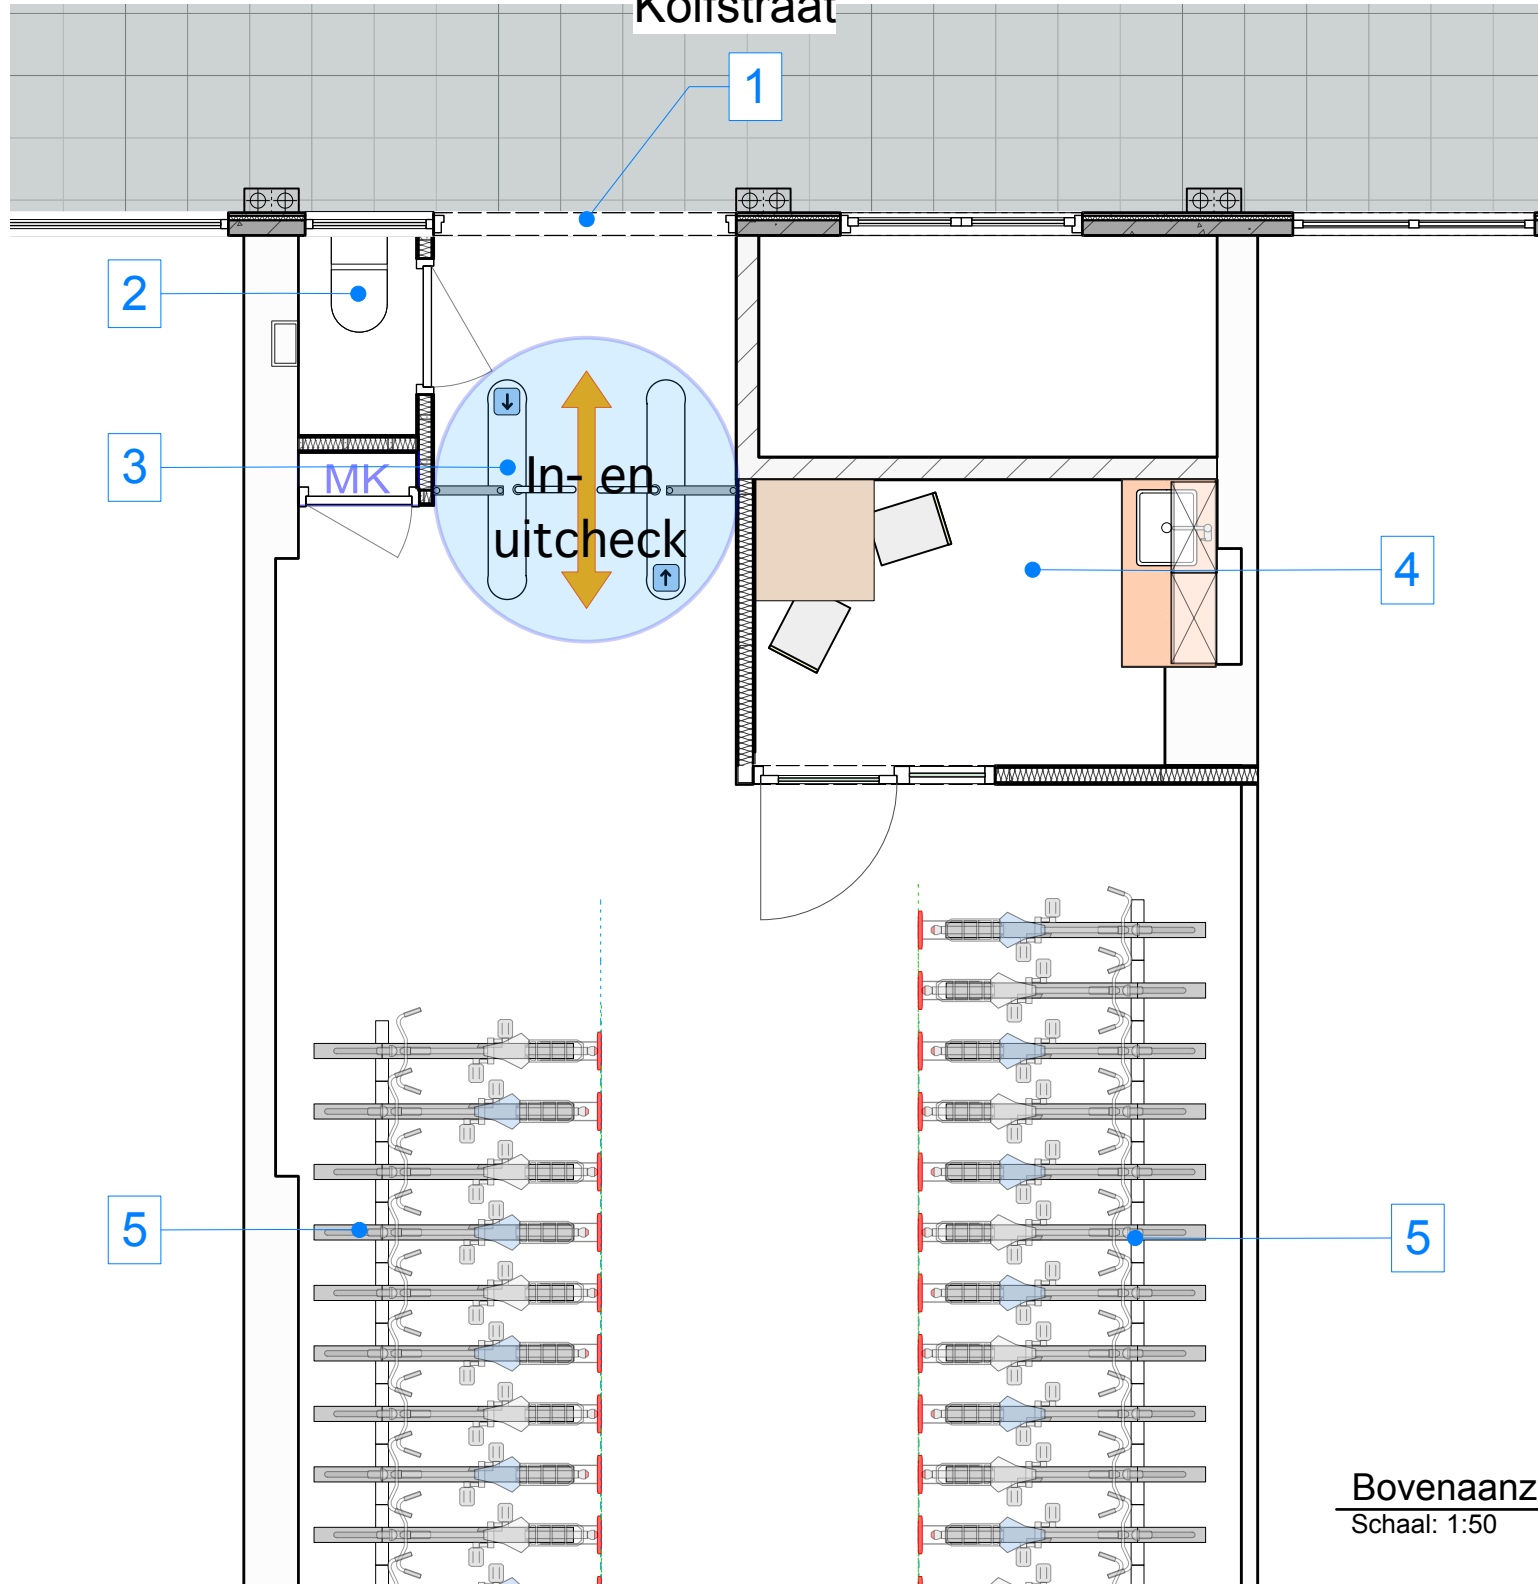 Kolfstraat
1
2
3
MK
In- en
uitcheck
4
5
5
Bovenaanz
Schaal: 1:50